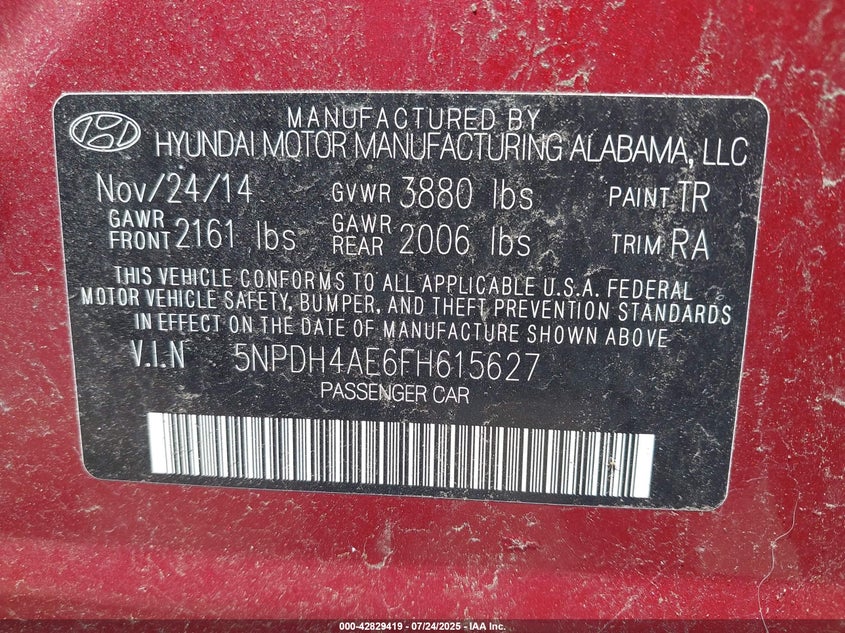 MANUFACTURED BY
HYUNDAI MOTOR MANUFACTURING ALABAMA, LLC
Nov/24/14 GVWR 3880 lbs PAINT TR
GAWR FRONT 2161 lbs GAWR REAR 2006 lbs TRIM RA
THIS VEHICLE CONFORMS TO ALL APPLICABLE U.S.A. FEDERAL
MOTOR VEHICLE SAFETY, BUMPER, AND THEFT PREVENTION STANDARDS
IN EFFECT ON THE DATE OF MANUFACTURE SHOWN ABOVE
V.I.N 5NPDH4AE6FH615627
PASSENGER CAR
000-42829419 - 07/24/2025 - IAA Inc.